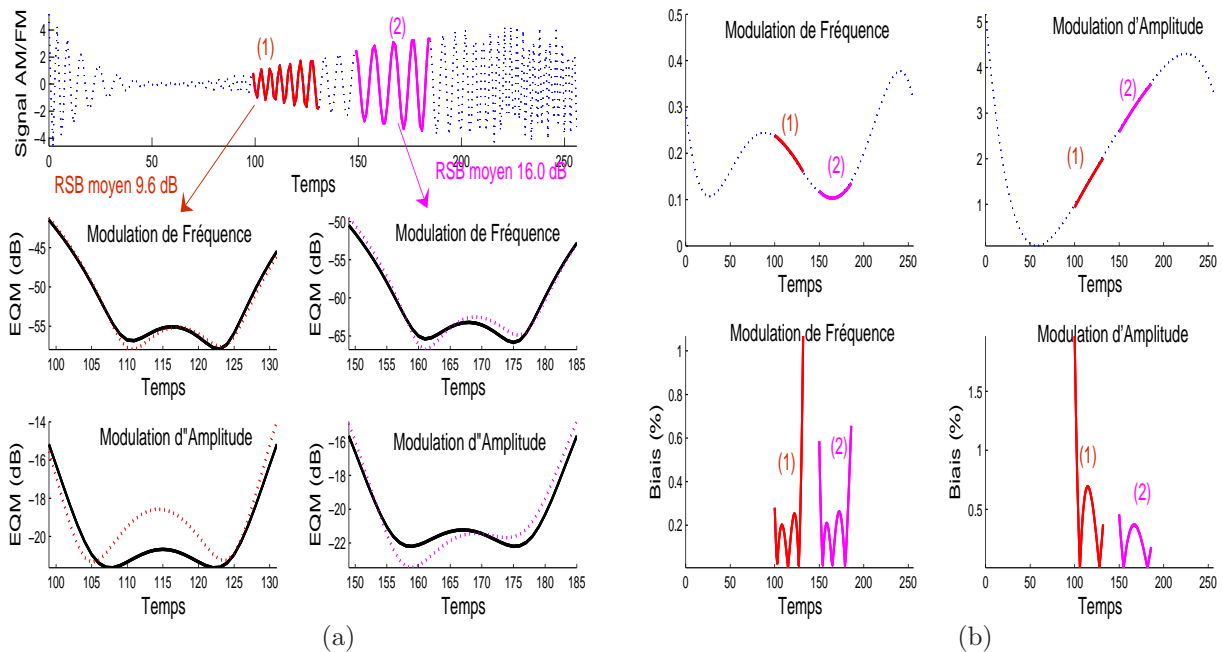 Signal AM/FM
4
2
0
−2
−4
(1)
(2)
0 50 100 150 200 250
Temps
RSB moyen 9.6 dB
RSB moyen 16.0 dB
EQM (dB)
−45
−50
−55
Modulation de Fréquence
100 105 110 115 120 125 130
Temps
EQM (dB)
−50
−55
−60
−65
Modulation de Fréquence
150 155 160 165 170 175 180 185
Temps
EQM (dB)
−14
−16
−18
−20
Modulation d"Amplitude
100 105 110 115 120 125 130
Temps
EQM (dB)
−16
−18
−20
−22
Modulation d"Amplitude
150 155 160 165 170 175 180 185
Temps
(a)
0.5
0.4
0.3
0.2
0.1
0
Modulation de Fréquence
(1)
(2)
0 50 100 150 200 250
Temps
5
4
3
2
1
Modulation d'Amplitude
(2)
(1)
0 50 100 150 200 250
Temps
Biais (%)
1
0.8
0.6
0.4
0.2
Modulation de Fréquence
(1)
(2)
0 50 100 150 200 250
Temps
Biais (%)
1.5
1
0.5
Modulation d'Amplitude
(1)
(2)
0 50 100 150 200 250
Temps
(b)